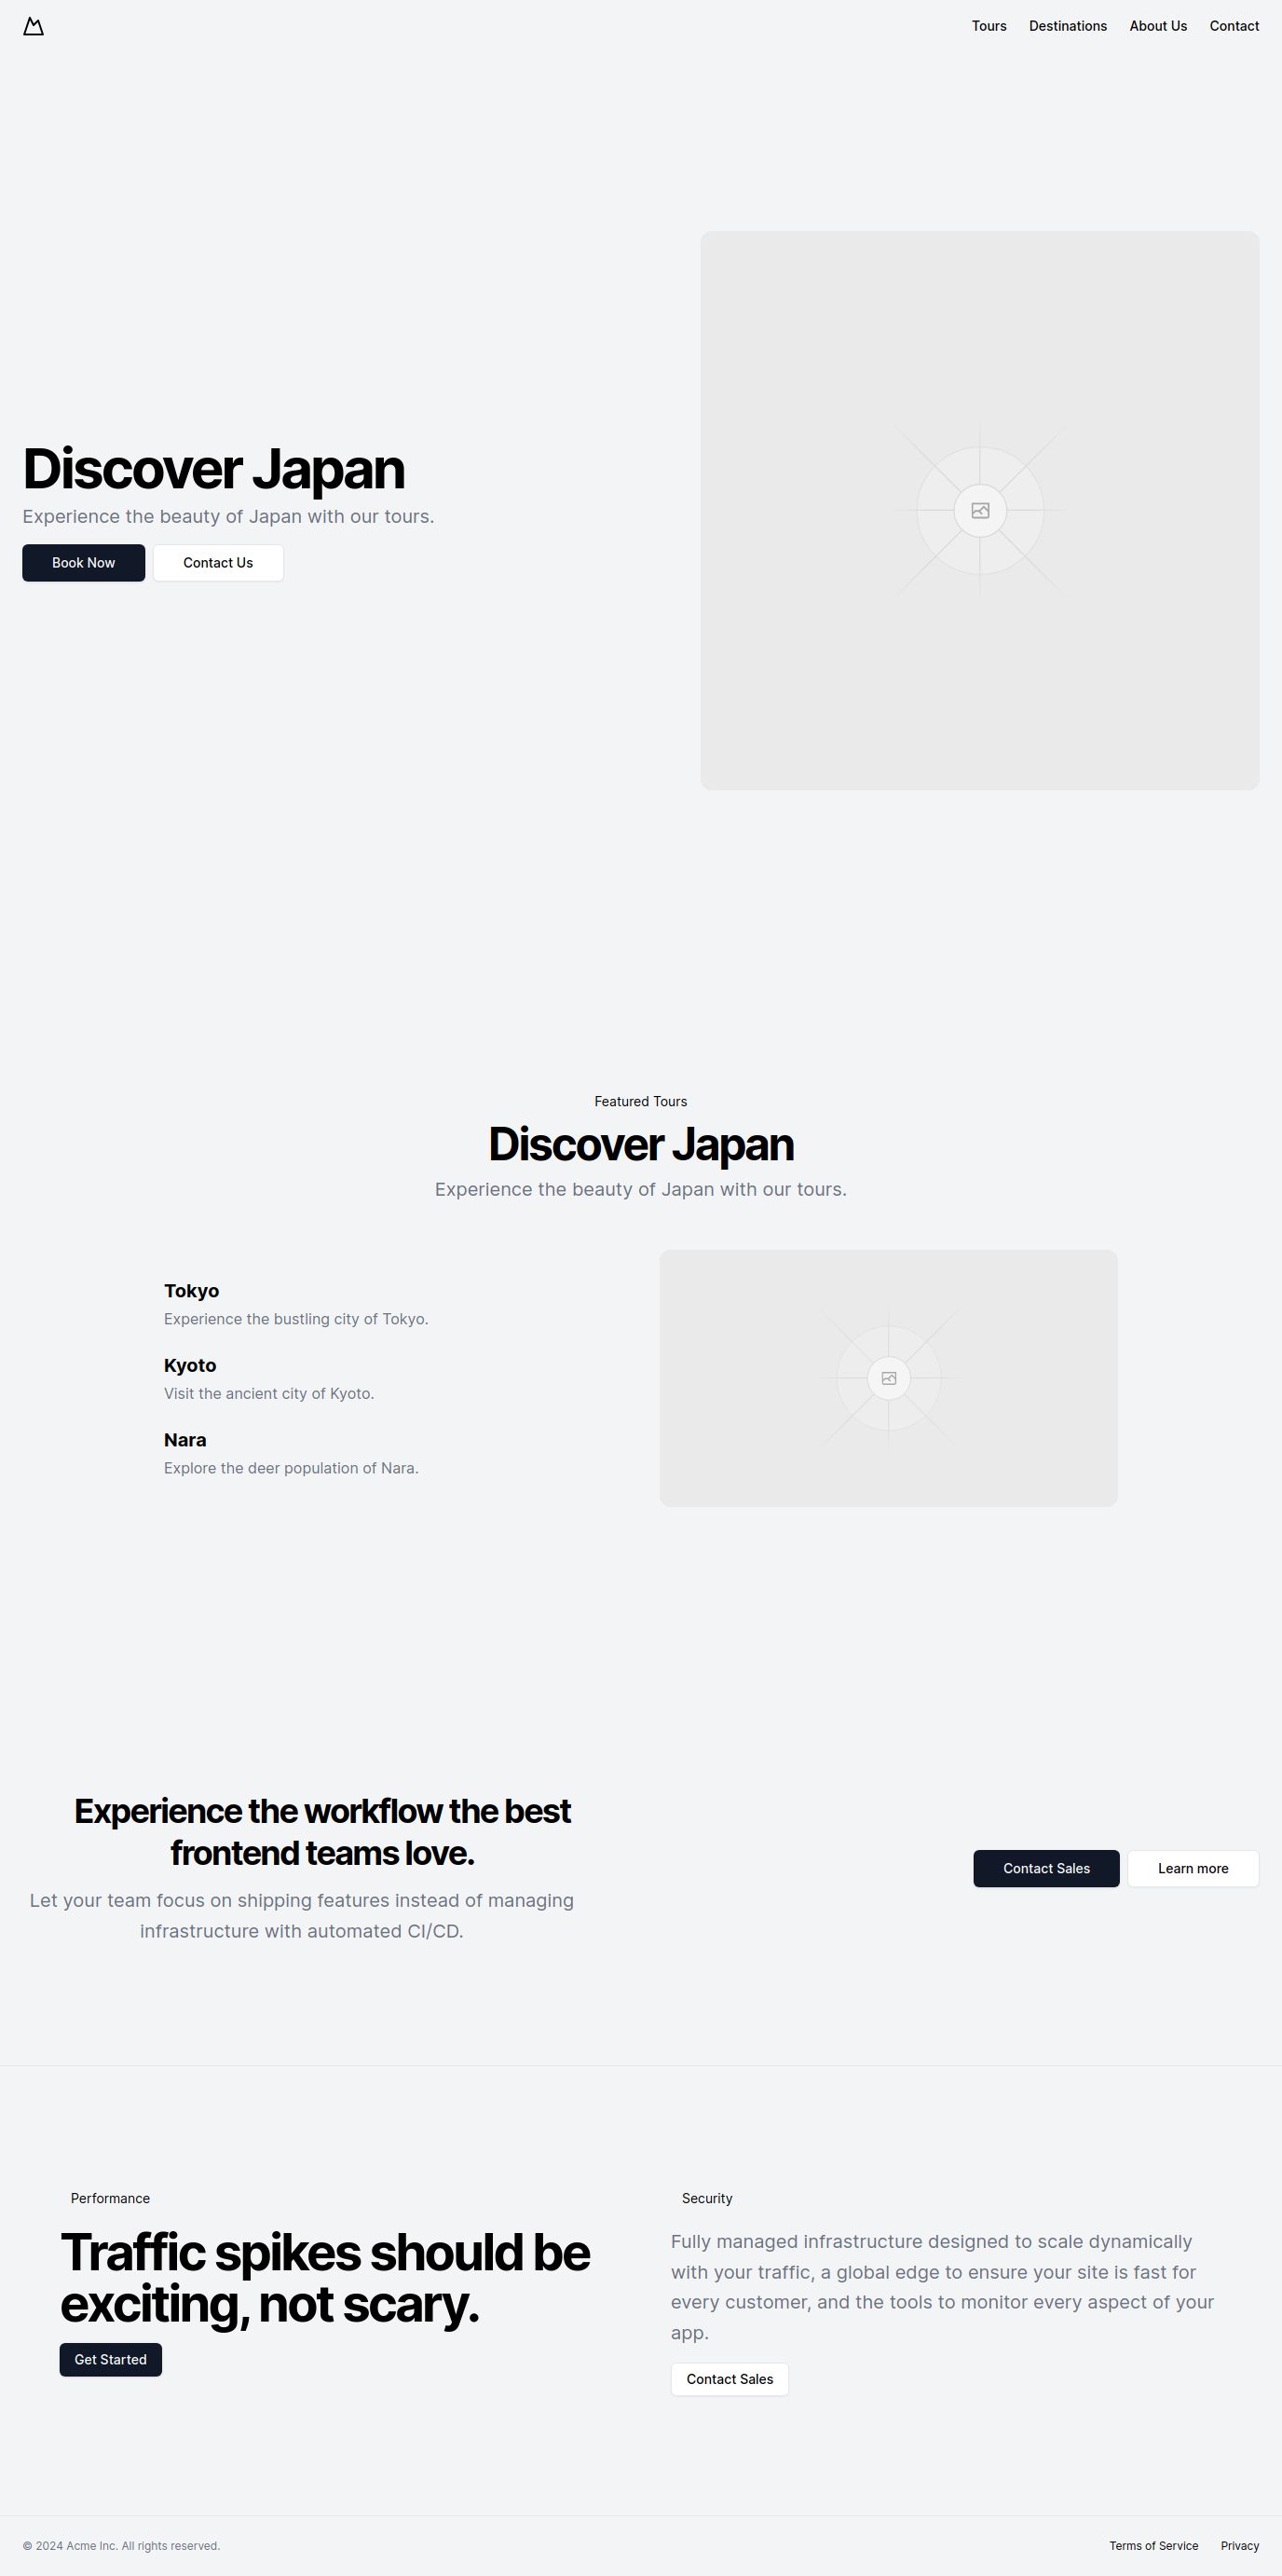 Tours Destinations About Us Contact
Discover Japan
Experience the beauty of Japan with our tours.
Book Now Contact Us
Featured Tours
Discover Japan
Experience the beauty of Japan with our tours.
Tokyo
Experience the bustling city of Tokyo.
Kyoto
Visit the ancient city of Kyoto.
Nara
Explore the deer population of Nara.
Experience the workflow the best
frontend teams love.
Let your team focus on shipping features instead of managing
infrastructure with automated CI/CD.
Contact Sales Learn more
Performance
Traffic spikes should be
exciting, not scary.
Get Started
Security
Fully managed infrastructure designed to scale dynamically
with your traffic, a global edge to ensure your site is fast for
every customer, and the tools to monitor every aspect of your
app.
Contact Sales
© 2024 Acme Inc. All rights reserved.
Terms of Service Privacy